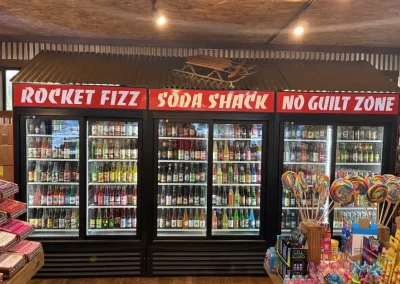 ROCKET FIZZ
SODA SHACK
NO GUILT ZONE